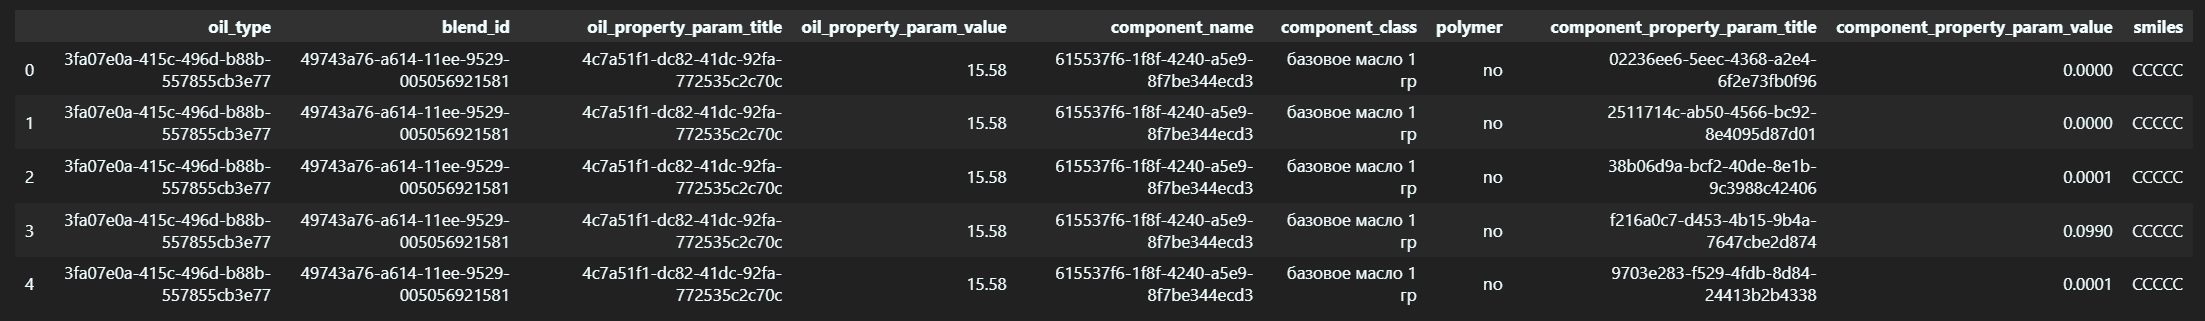 oil_type blend_id oil_property_param_title oil_property_param_value component_name component_class polymer component_property_param_title component_property_param_value smiles
3fa07e0a-415c-496d-b88b- 49743a76-a614-11ee-9529- 4c7a51f1-dc82-41dc-92fa- 615537f6-1f8f-4240-a5e9- базовое масло 1 02236ee6-5eec-4368-a2e4-
0 15.58 no 0.0000 CCCCC
557855cb3e77 005056921581 772535c2c70c 8f7be344ecd3 гр 6f2e73fb0f96
3fa07e0a-415c-496d-b88b- 49743a76-a614-11ee-9529- 4c7a51f1-dc82-41dc-92fa- 615537f6-1f8f-4240-a5e9- базовое масло 1 2511714c-ab50-4566-bc92-
1 15.58 no 0.0000 CCCCC
557855cb3e77 005056921581 772535c2c70c 8f7be344ecd3 гр 8e4095d87d01
3fa07e0a-415c-496d-b88b- 49743a76-a614-11ee-9529- 4c7a51f1-dc82-41dc-92fa- 615537f6-1f8f-4240-a5e9- базовое масло 1 38b06d9a-bcf2-40de-8e1b-
2 15.58 no 0.0001 CCCCC
557855cb3e77 005056921581 772535c2c70c 8f7be344ecd3 гр 9c3988c42406
3fa07e0a-415c-496d-b88b- 49743a76-a614-11ee-9529- 4c7a51f1-dc82-41dc-92fa- 615537f6-1f8f-4240-a5e9- базовое масло 1 f216a0c7-d453-4b15-9b4a-
3 15.58 no 0.0990 CCCCC
557855cb3e77 005056921581 772535c2c70c 8f7be344ecd3 гр 7647cbe2d874
3fa07e0a-415c-496d-b88b- 49743a76-a614-11ee-9529- 4c7a51f1-dc82-41dc-92fa- 615537f6-1f8f-4240-a5e9- базовое масло 1 9703e283-f529-4fdb-8d84-
4 15.58 no 0.0001 CCCCC
557855cb3e77 005056921581 772535c2c70c 8f7be344ecd3 гр 24413b2b4338